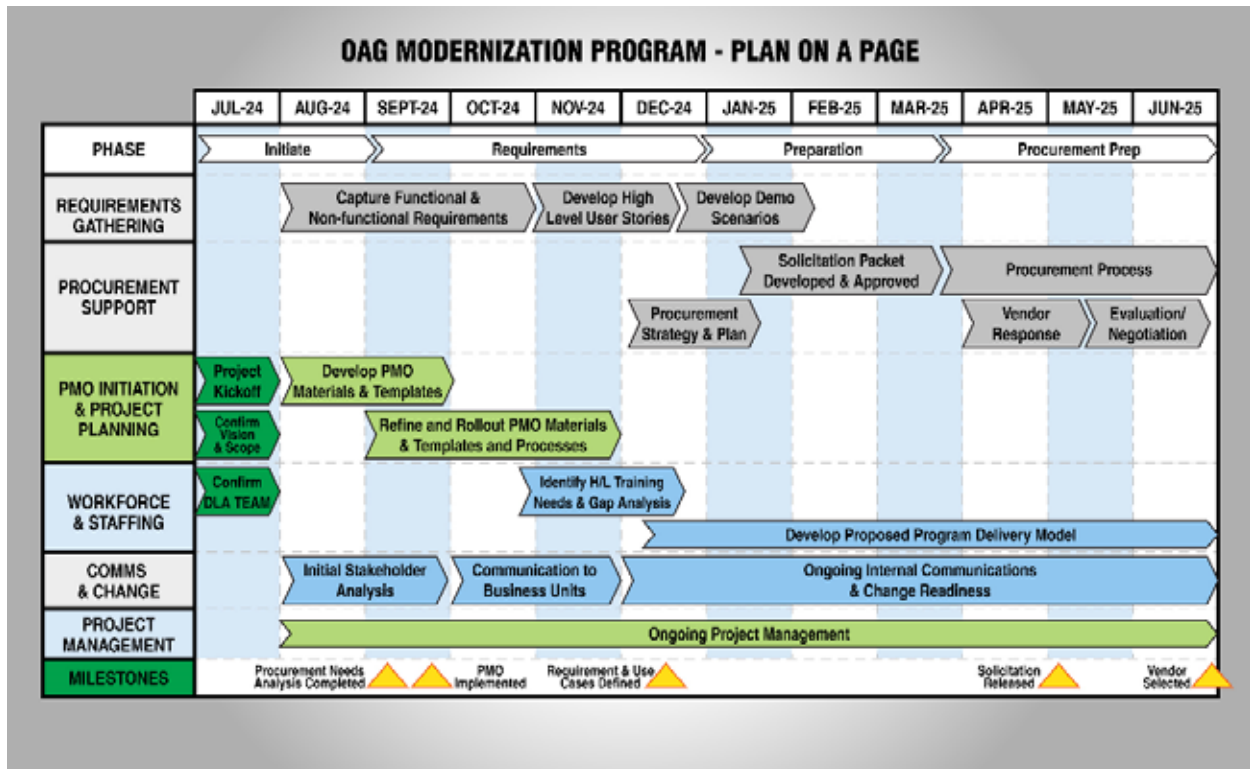 OAG MODERNIZATION PROGRAM - PLAN ON A PAGE
JUL-24 AUG-24 SEPT-24 OCT-24 NOV-24 DEC-24 JAN-25 FEB-25 MAR-25 APR-25 MAY-25 JUN-25
PHASE
Initiate
Requirements
Preparation
Procurement Prep
REQUIREMENTS
GATHERING
Capture Functional &
Non-functional Requirements
Develop High
Level User Stories
Develop Demo
Scenarios
PROCUREMENT
SUPPORT
Solicitation Packet
Developed & Approved
Procurement Process
Procurement
Strategy & Plan
Vendor
Response
Evaluation/
Negotiation
PMO INITIATION
& PROJECT
PLANNING
Project
Kickoff
Develop PMO
Materials & Templates
Confirm
Vision
& Scope
Refine and Rollout PMO Materials
& Templates and Processes
WORKFORCE
& STAFFING
Confirm
DLA TEAM
Identify H/L Training
Needs & Gap Analysis
Develop Proposed Program Delivery Model
COMMS
& CHANGE
Initial Stakeholder
Analysis
Communication to
Business Units
Ongoing Internal Communications
& Change Readiness
PROJECT
MANAGEMENT
Ongoing Project Management
MILESTONES
Procurement Needs
Analysis Completed
PMO
Implemented
Requirement & Use
Cases Defined
Solicitation
Released
Vendor
Selected